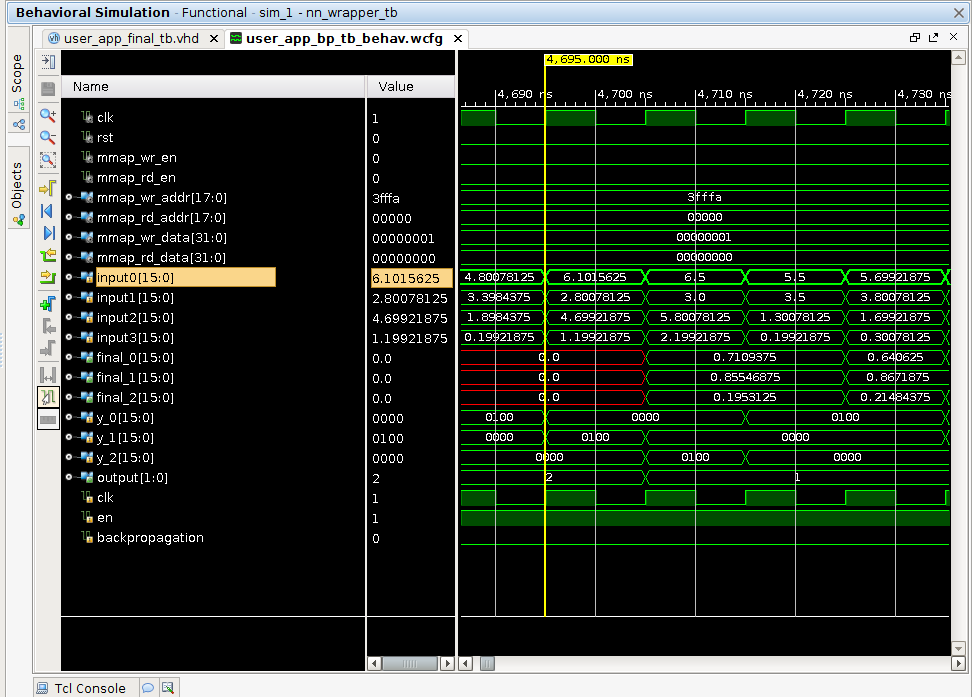 Behavioral Simulation - Functional - sim_1 - nn_wrapper_tb
user_app_final_tb.vhd
user_app_bp_tb_behav.wcfg
Scope
Objects
4,695.000 ns
Name Value
4,690 ns 4,700 ns 4,710 ns 4,720 ns 4,730 ns
clk 1
rst 0
mmap_wr_en 0
mmap_rd_en 0
mmap_wr_addr[17:0] 3fffa 3fffa
mmap_rd_addr[17:0] 00000 00000
mmap_wr_data[31:0] 00000001 00000001
mmap_rd_data[31:0] 00000000 00000000
input0[15:0] 6.1015625 4.80078125 6.1015625 6.5 5.5 5.69921875
input1[15:0] 2.80078125 3.3984375 2.80078125 3.0 3.5 3.80078125
input2[15:0] 4.69921875 1.8984375 4.69921875 5.80078125 1.30078125 1.69921875
input3[15:0] 1.19921875 0.19921875 1.19921875 2.19921875 0.19921875 0.30078125
final_0[15:0] 0.0 0.0 0.7109375 0.640625
final_1[15:0] 0.0 0.0 0.85546875 0.8671875
final_2[15:0] 0.0 0.0 0.1953125 0.21484375
y_0[15:0] 0000 0100 0000 0100
y_1[15:0] 0100 0000 0100 0000
y_2[15:0] 0000 0000 0100 0000
output[1:0] 2 2 1
clk 1
en 1
backpropagation 0
Tcl Console